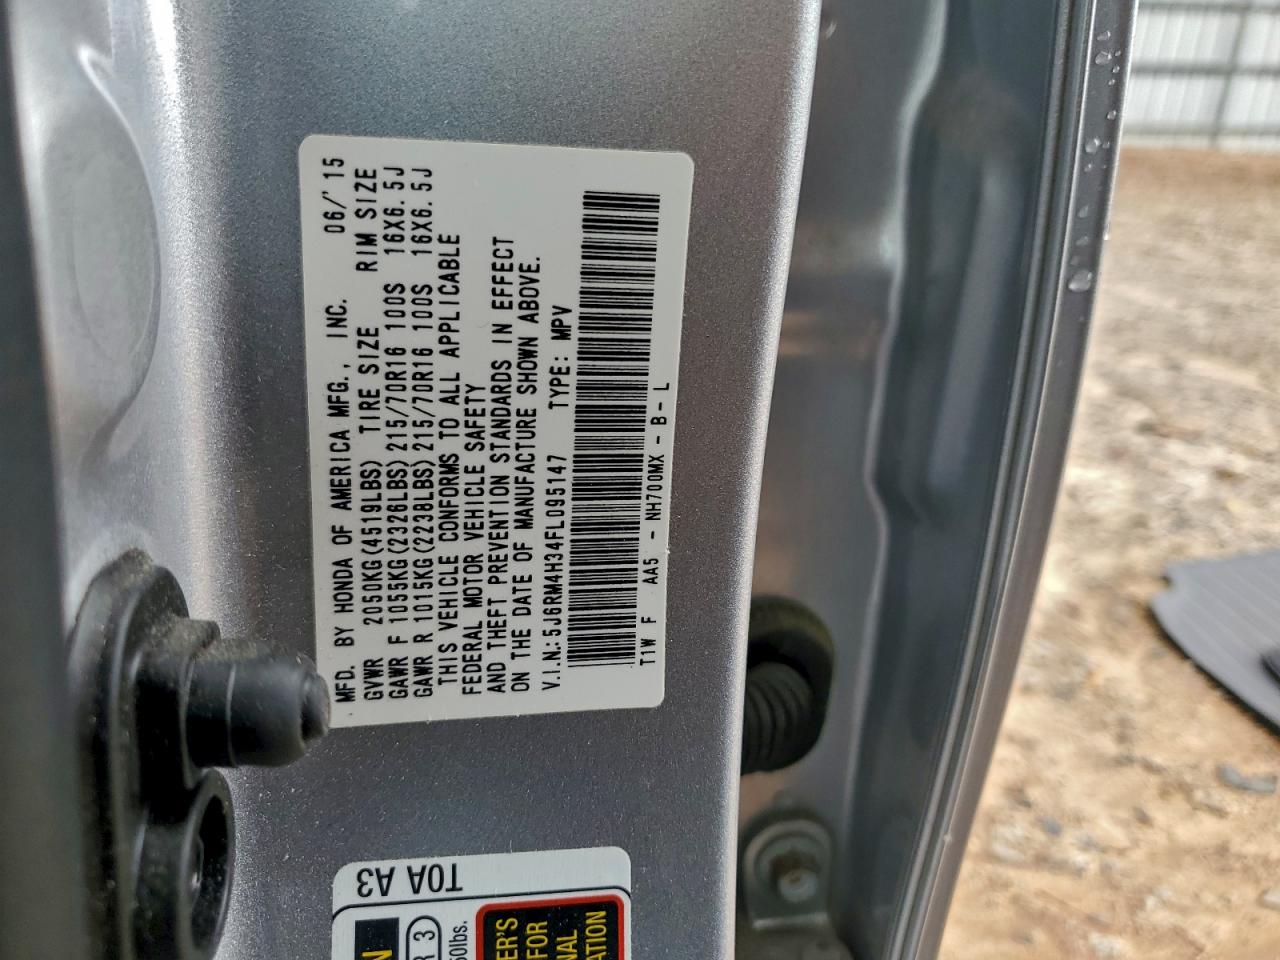 MFD. BY HONDA OF AMERICA MFG., INC. 06/'15
GVWR 2050KG(4519LBS) TIRE SIZE RIM SIZE
GAWR F 1055KG(2326LBS)215/70R16 100S 16X6.5J
GAWR R 1015KG(2238LBS)215/70R16 100S 16X6.5J
THIS VEHICLE CONFORMS TO ALL APPLICABLE
FEDERAL MOTOR VEHICLE SAFETY
AND THEFT PREVENTION STANDARDS IN EFFECT
ON THE DATE OF MANUFACTURE SHOWN ABOVE.
V.I.N.: 5J6RM4H34FL095147 TYPE: MPV
T1W F AA5 - NH700MX - B - L
T0A A3
R 3
ER'S
FOR